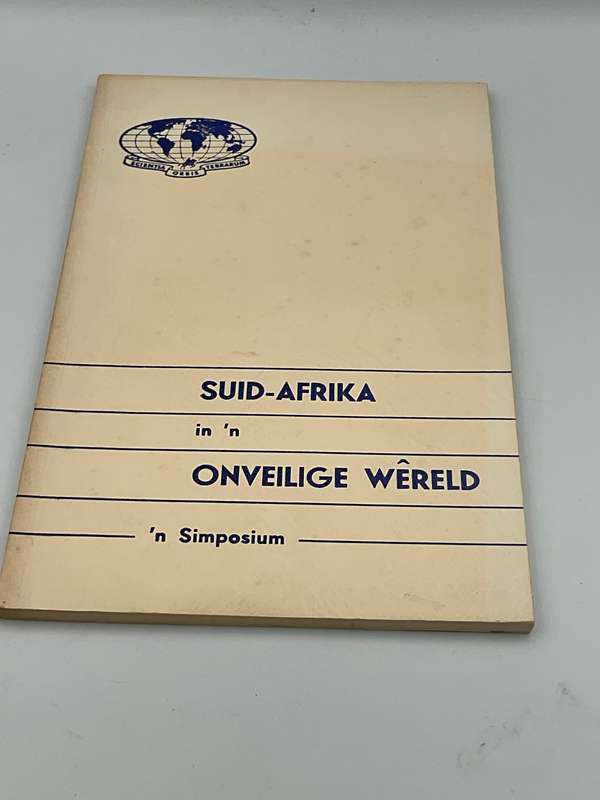 SCIENTIA ORBIS TERRARUM
SUID-AFRIKA
in 'n
ONVEILIGE WÊRELD
'n Simposium